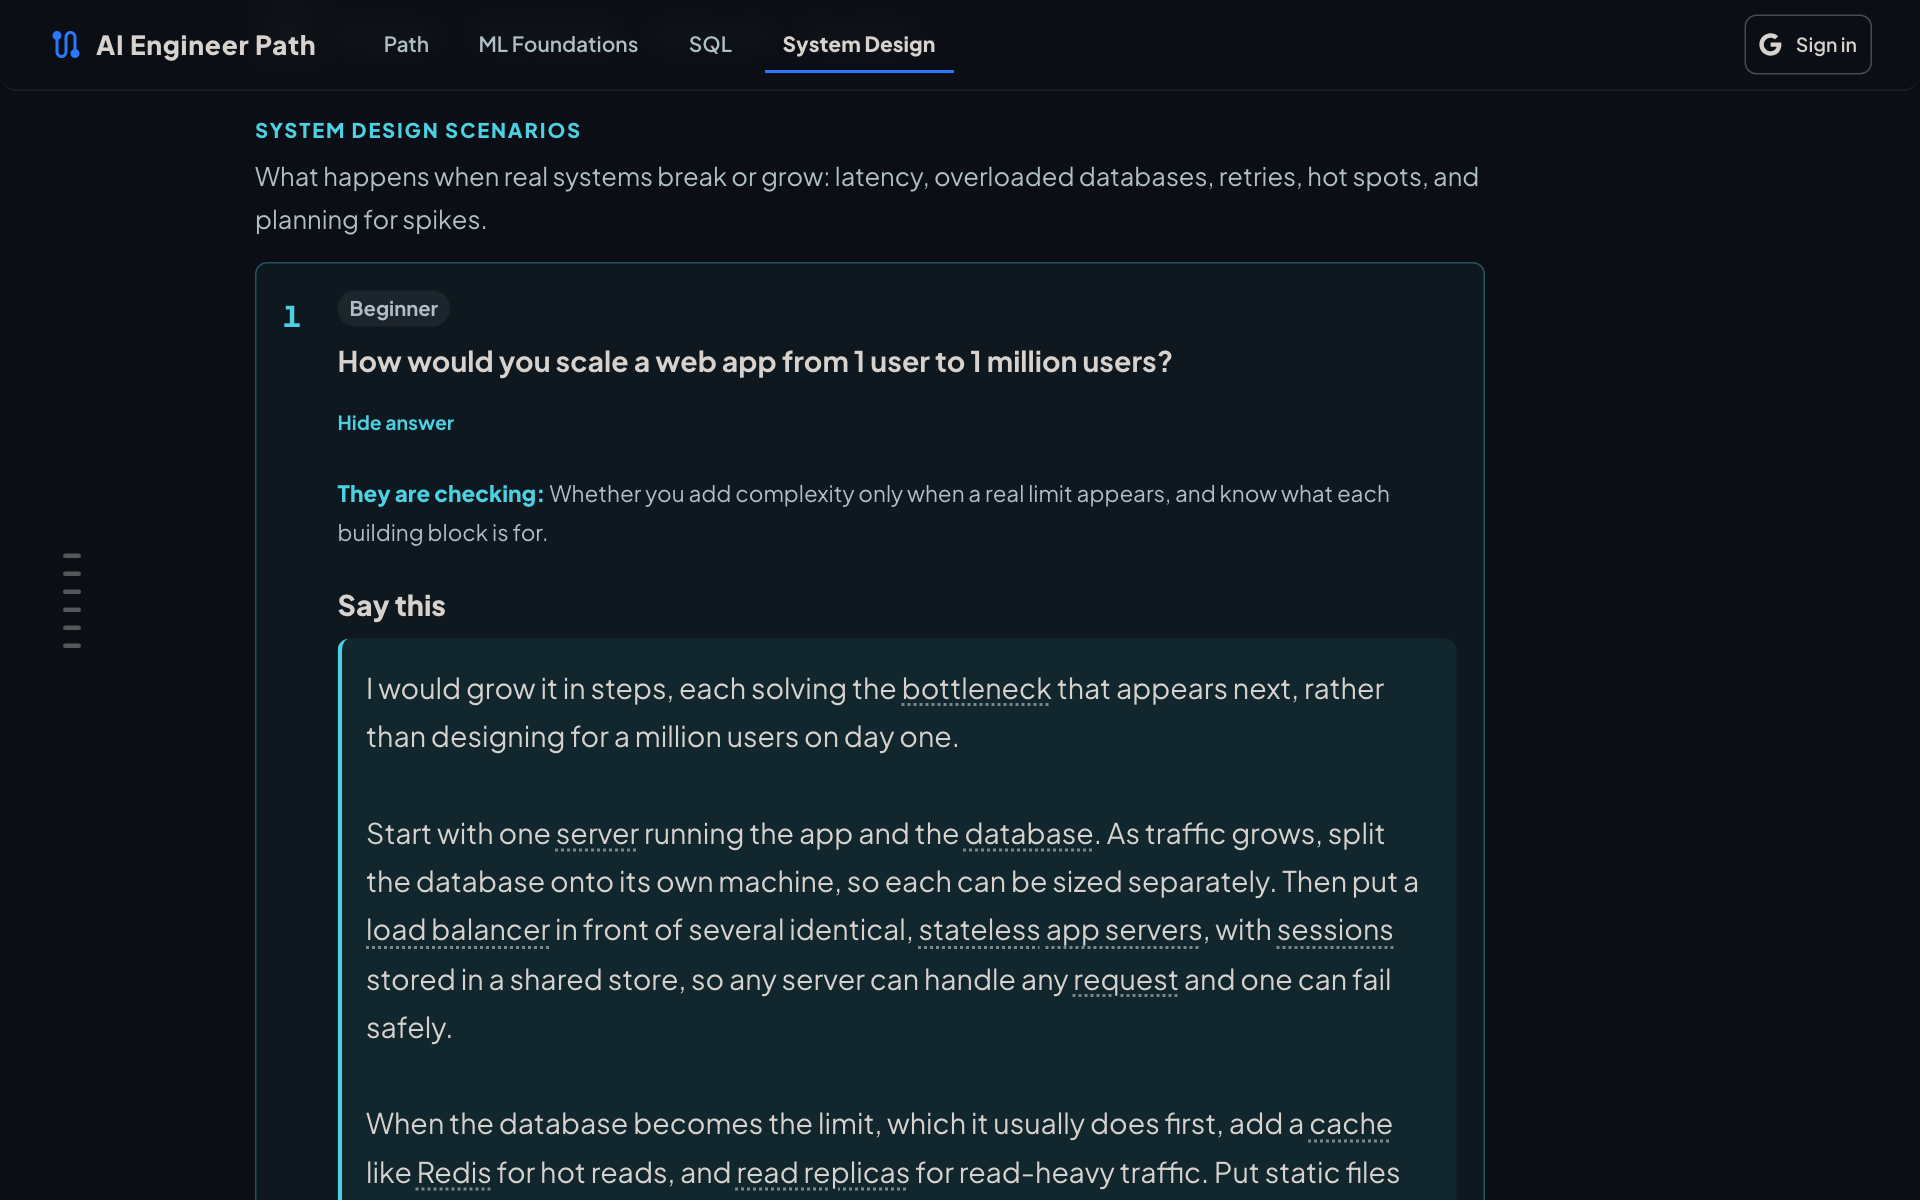 AI Engineer Path
Path
ML Foundations
SQL
System Design
Sign in
SYSTEM DESIGN SCENARIOS
What happens when real systems break or grow: latency, overloaded databases, retries, hot spots, and
planning for spikes.
1
Beginner
How would you scale a web app from 1 user to 1 million users?
Hide answer
They are checking: Whether you add complexity only when a real limit appears, and know what each
building block is for.
Say this
I would grow it in steps, each solving the bottleneck that appears next, rather
than designing for a million users on day one.
Start with one server running the app and the database. As traffic grows, split
the database onto its own machine, so each can be sized separately. Then put a
load balancer in front of several identical, stateless app servers, with sessions
stored in a shared store, so any server can handle any request and one can fail
safely.
When the database becomes the limit, which it usually does first, add a cache
like Redis for hot reads, and read replicas for read-heavy traffic. Put static files